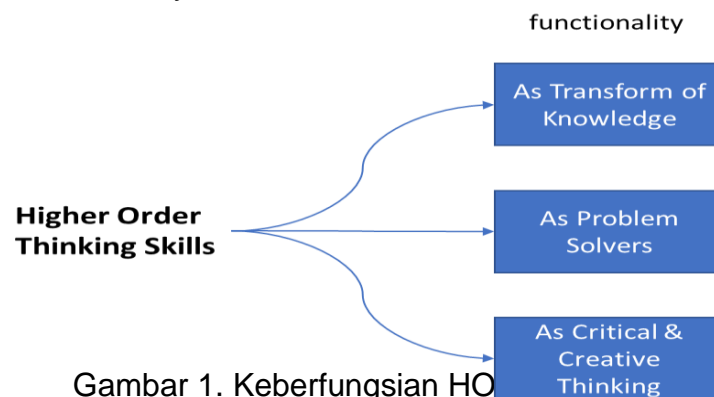 functionality
As Transform of
Knowledge
Higher Order
Thinking Skills
As Problem
Solvers
As Critical &
Creative
Thinking
Gambar 1. Keberfungsian